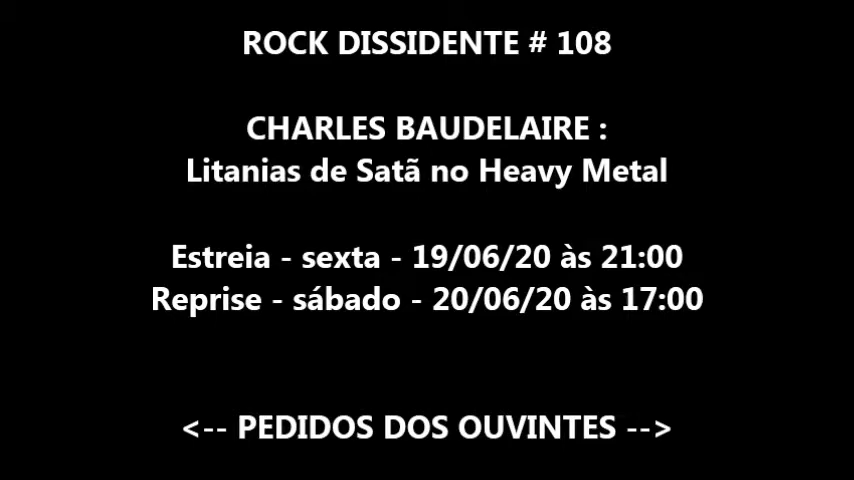 ROCK DISSIDENTE # 108
CHARLES BAUDELAIRE :
Litanias de Satã no Heavy Metal
Estreia - sexta - 19/06/20 às 21:00
Reprise - sábado - 20/06/20 às 17:00
<-- PEDIDOS DOS OUVINTES -->